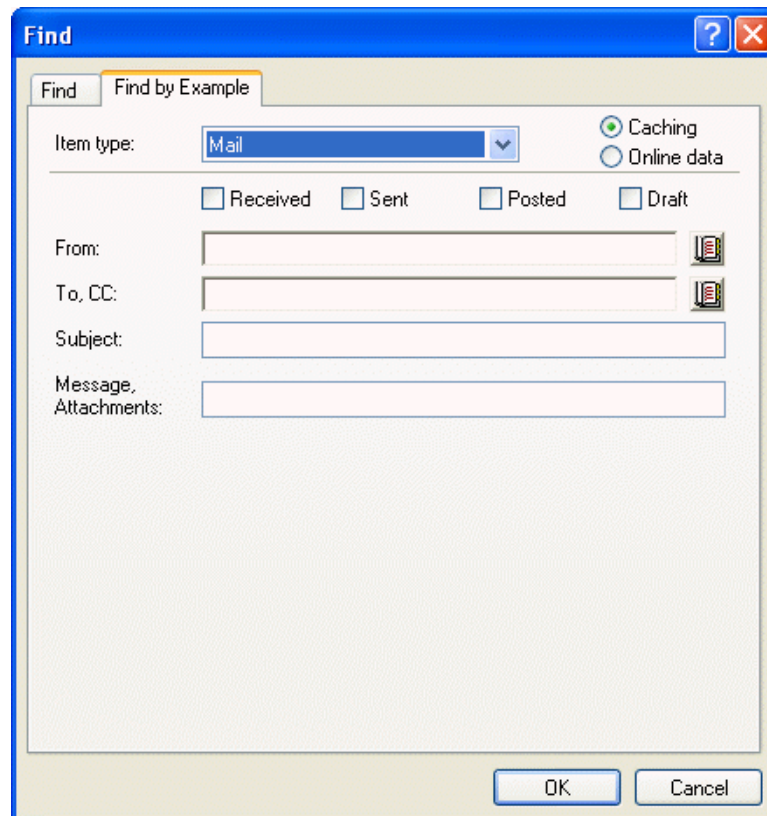 Find
?
Find
Find by Example
Item type:
Mail
Caching
Online data
Received
Sent
Posted
Draft
From:
To, CC:
Subject:
Message,
Attachments:
OK
Cancel